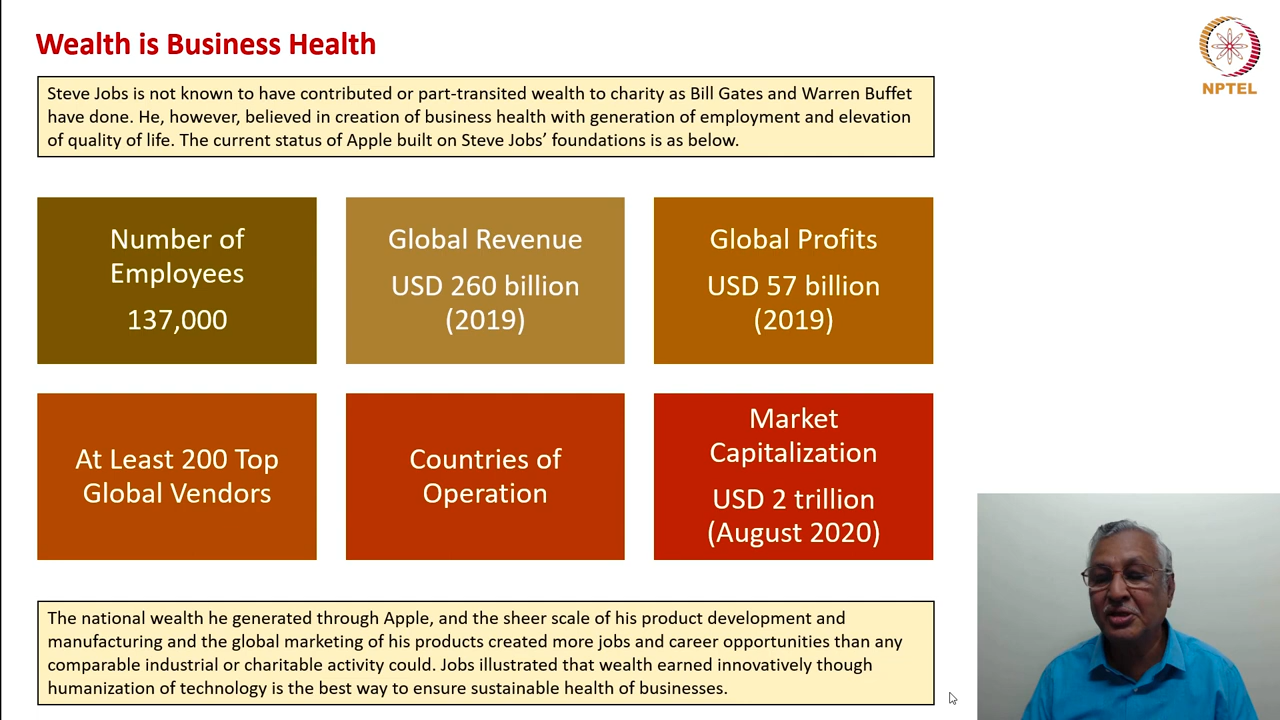 Wealth is Business Health
NPTEL
Steve Jobs is not known to have contributed or part-transited wealth to charity as Bill Gates and Warren Buffet
have done. He, however, believed in creation of business health with generation of employment and elevation
of quality of life. The current status of Apple built on Steve Jobs’ foundations is as below.
Number of
Employees
137,000
Global Revenue
USD 260 billion
(2019)
Global Profits
USD 57 billion
(2019)
At Least 200 Top
Global Vendors
Countries of
Operation
Market
Capitalization
USD 2 trillion
(August 2020)
The national wealth he generated through Apple, and the sheer scale of his product development and
manufacturing and the global marketing of his products created more jobs and career opportunities than any
comparable industrial or charitable activity could. Jobs illustrated that wealth earned innovatively though
humanization of technology is the best way to ensure sustainable health of businesses.